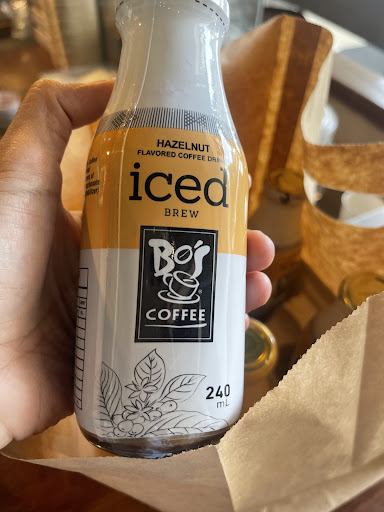 HAZELNUT
FLAVORED COFFEE DRINK
iced
BREW
Bo's
COFFEE
240
mL